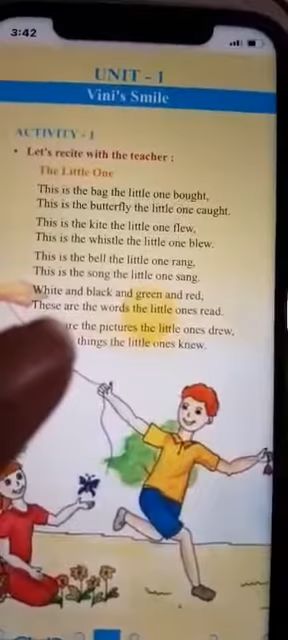 3:42
UNIT - 1
Vini's Smile
ACTIVITY - 1
• Let's recite with the teacher :
The Little One
This is the bag the little one bought,
This is the butterfly the little one caught.
This is the kite the little one flew,
This is the whistle the little one blew.
This is the bell the little one rang,
This is the song the little one sang.
White and black and green and red,
These are the words the little ones read.
are the pictures the little ones drew,
things the little ones knew.